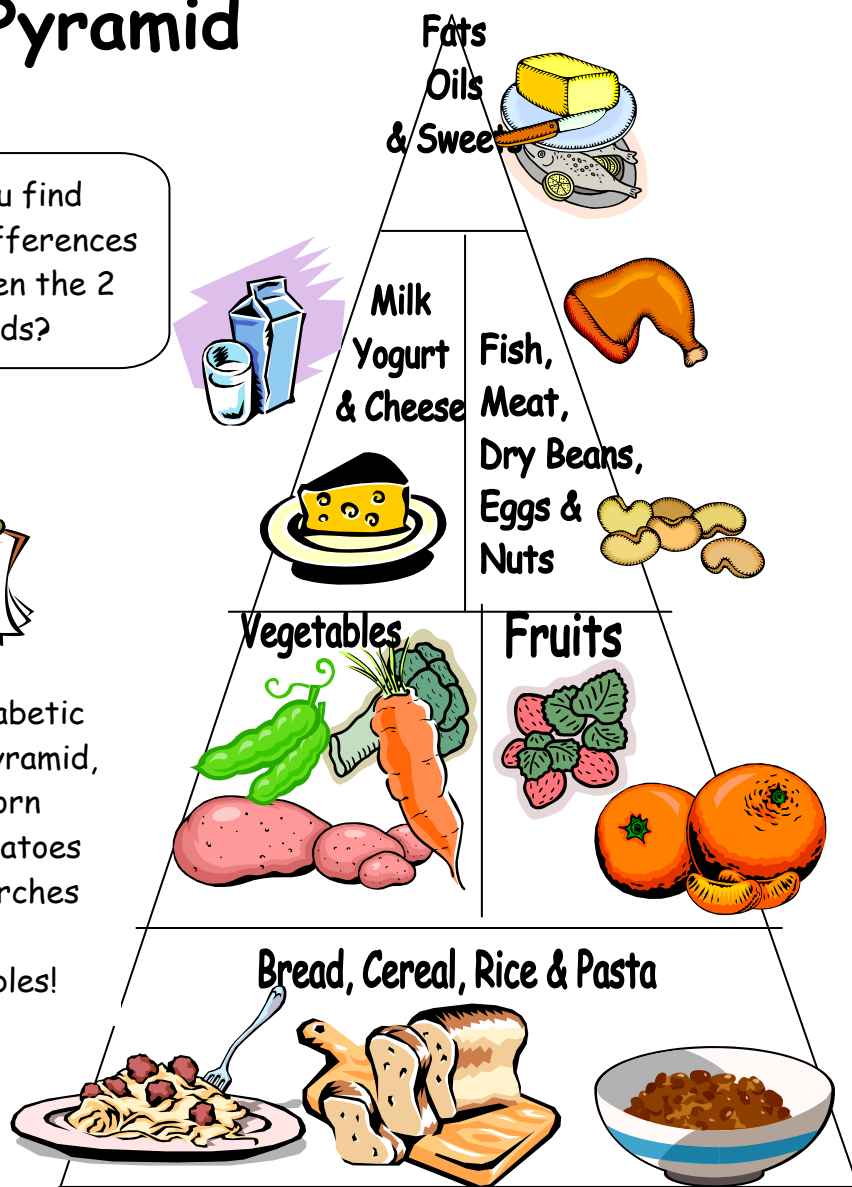 Pyramid
u find
fferences
en the 2
ds?
Fats
Oils
& Sweets
Milk
Yogurt
& Cheese
Fish,
Meat,
Dry Beans,
Eggs &
Nuts
Vegetables
Fruits
abetic
yramid,
orn
atoes
rches
bles!
Bread, Cereal, Rice & Pasta